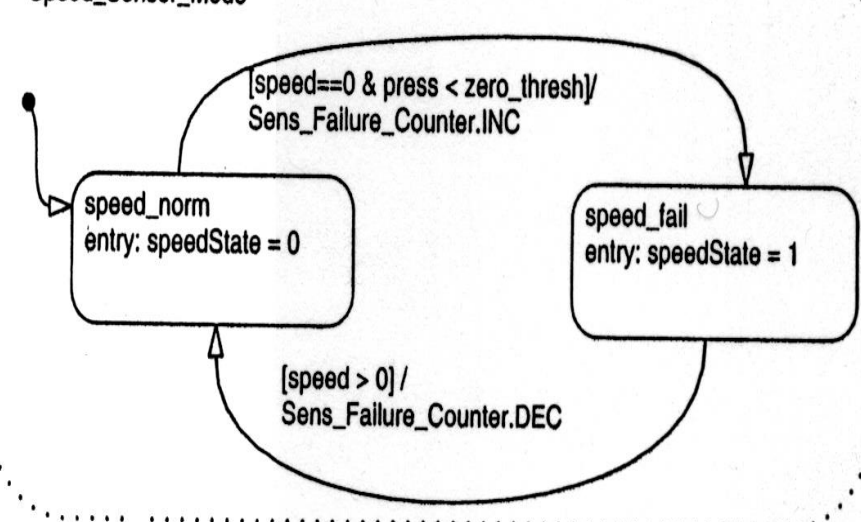 [speed==0 & press < zero_thresh]/
Sens_Failure_Counter.INC
speed_norm
entry: speedState = 0
speed_fail
entry: speedState = 1
[speed > 0] /
Sens_Failure_Counter.DEC